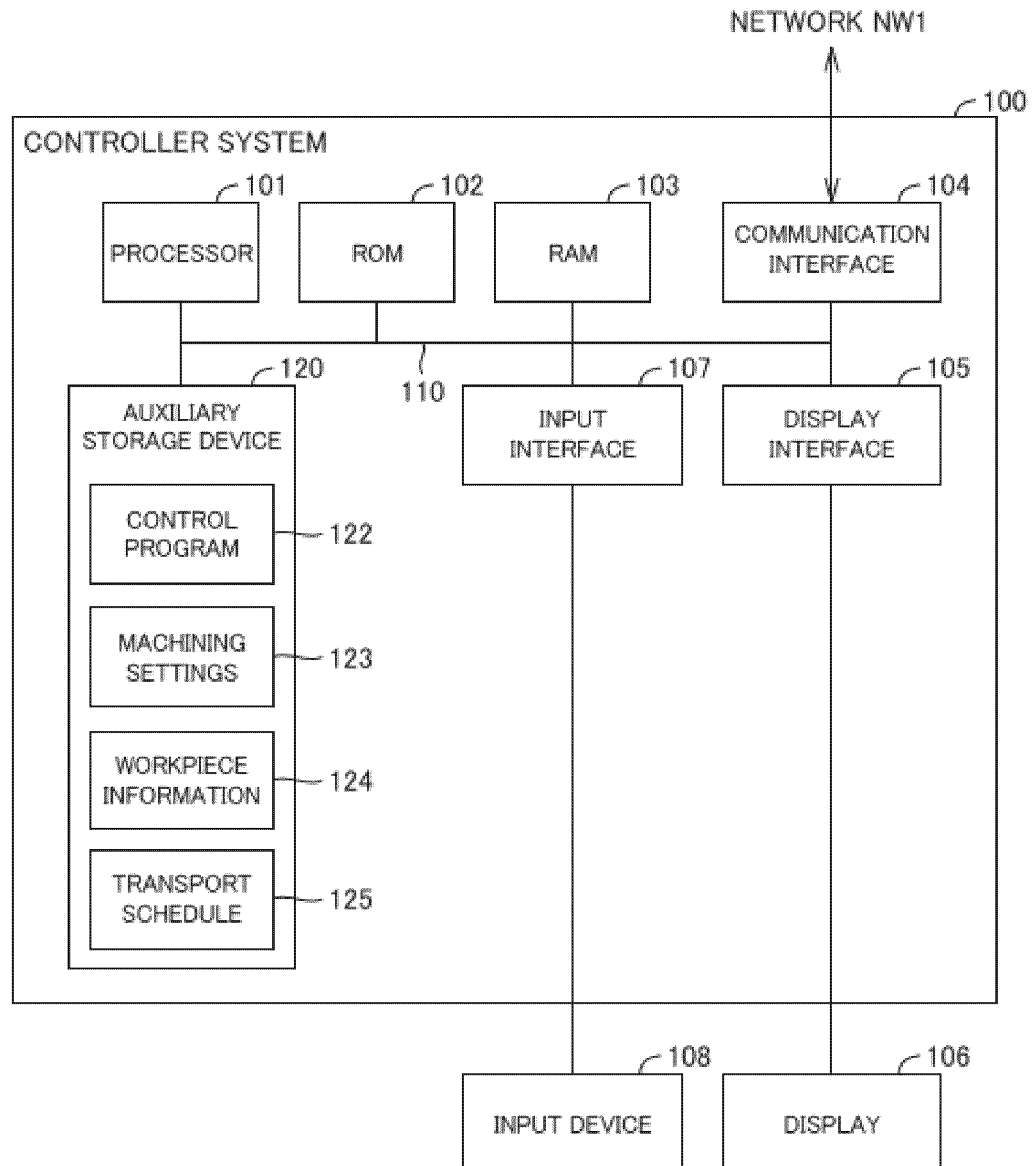 NETWORK NW1
100
CONTROLLER SYSTEM
101
102
103
104
PROCESSOR
ROM
RAM
COMMUNICATION
INTERFACE
110
120
107
105
AUXILIARY
STORAGE DEVICE
INPUT
INTERFACE
DISPLAY
INTERFACE
CONTROL
PROGRAM
122
MACHINING
SETTINGS
123
WORKPIECE
INFORMATION
124
TRANSPORT
SCHEDULE
125
108
106
INPUT DEVICE
DISPLAY